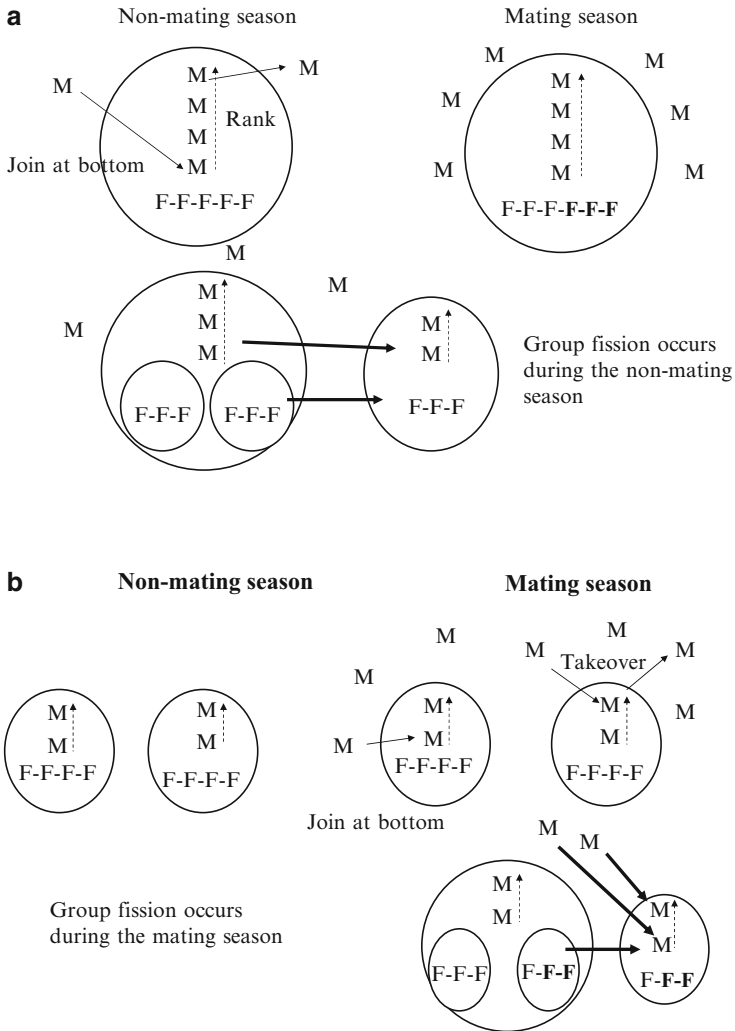 a
Non-mating season
Mating season
M
M
M
M
M
M
Rank
Join at bottom
F-F-F-F-F
M
M
M
M
M
M
M
M
M
M
F-F-F-F-F-F
M
M
M
M
M
M
F-F-F
F-F-F
M
M
F-F-F
Group fission occurs
during the non-mating
season
b
Non-mating season
Mating season
M
M
F-F-F-F
M
M
F-F-F-F
M
M
M
M
M
F-F-F-F
Join at bottom
M
M
Takeover
M
M
M
M
F-F-F-F
Group fission occurs
during the mating season
M
M
F-F-F
F-F-F
M
M
M
M
F-F-F